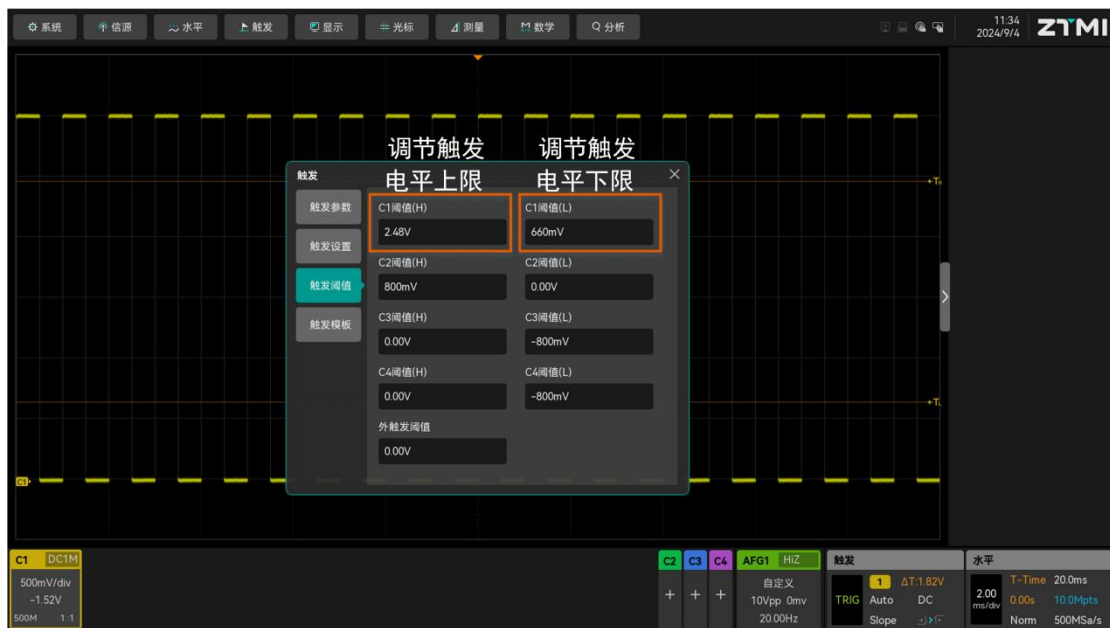 系统 信源 水平 触发 显示 光标 测量 数学 分析 11:34
2024/9/4 ZTMI
调节触发 调节触发
电平上限 电平下限
触发
触发参数 C1阈值(H) C1阈值(L)
2.48V 660mV
触发设置
C2阈值(H) C2阈值(L)
触发阈值 800mV 0.00V
C3阈值(H) C3阈值(L)
触发模板
0.00V -800mV
C4阈值(H) C4阈值(L)
0.00V -800mV
外触发阈值
0.00V
C1
C1 DC1M C2 C3 C4 AFG1 HiZ 触发 水平
500mV/div 自定义 1 ΔT:1.82V T-Time 20.0ms
-1.52V + + + 10Vpp 0mv TRIG Auto DC 2.00 ms/div 0.00s 10.0Mpts
500M 1:1 20.00Hz Slope Norm 500MSa/s